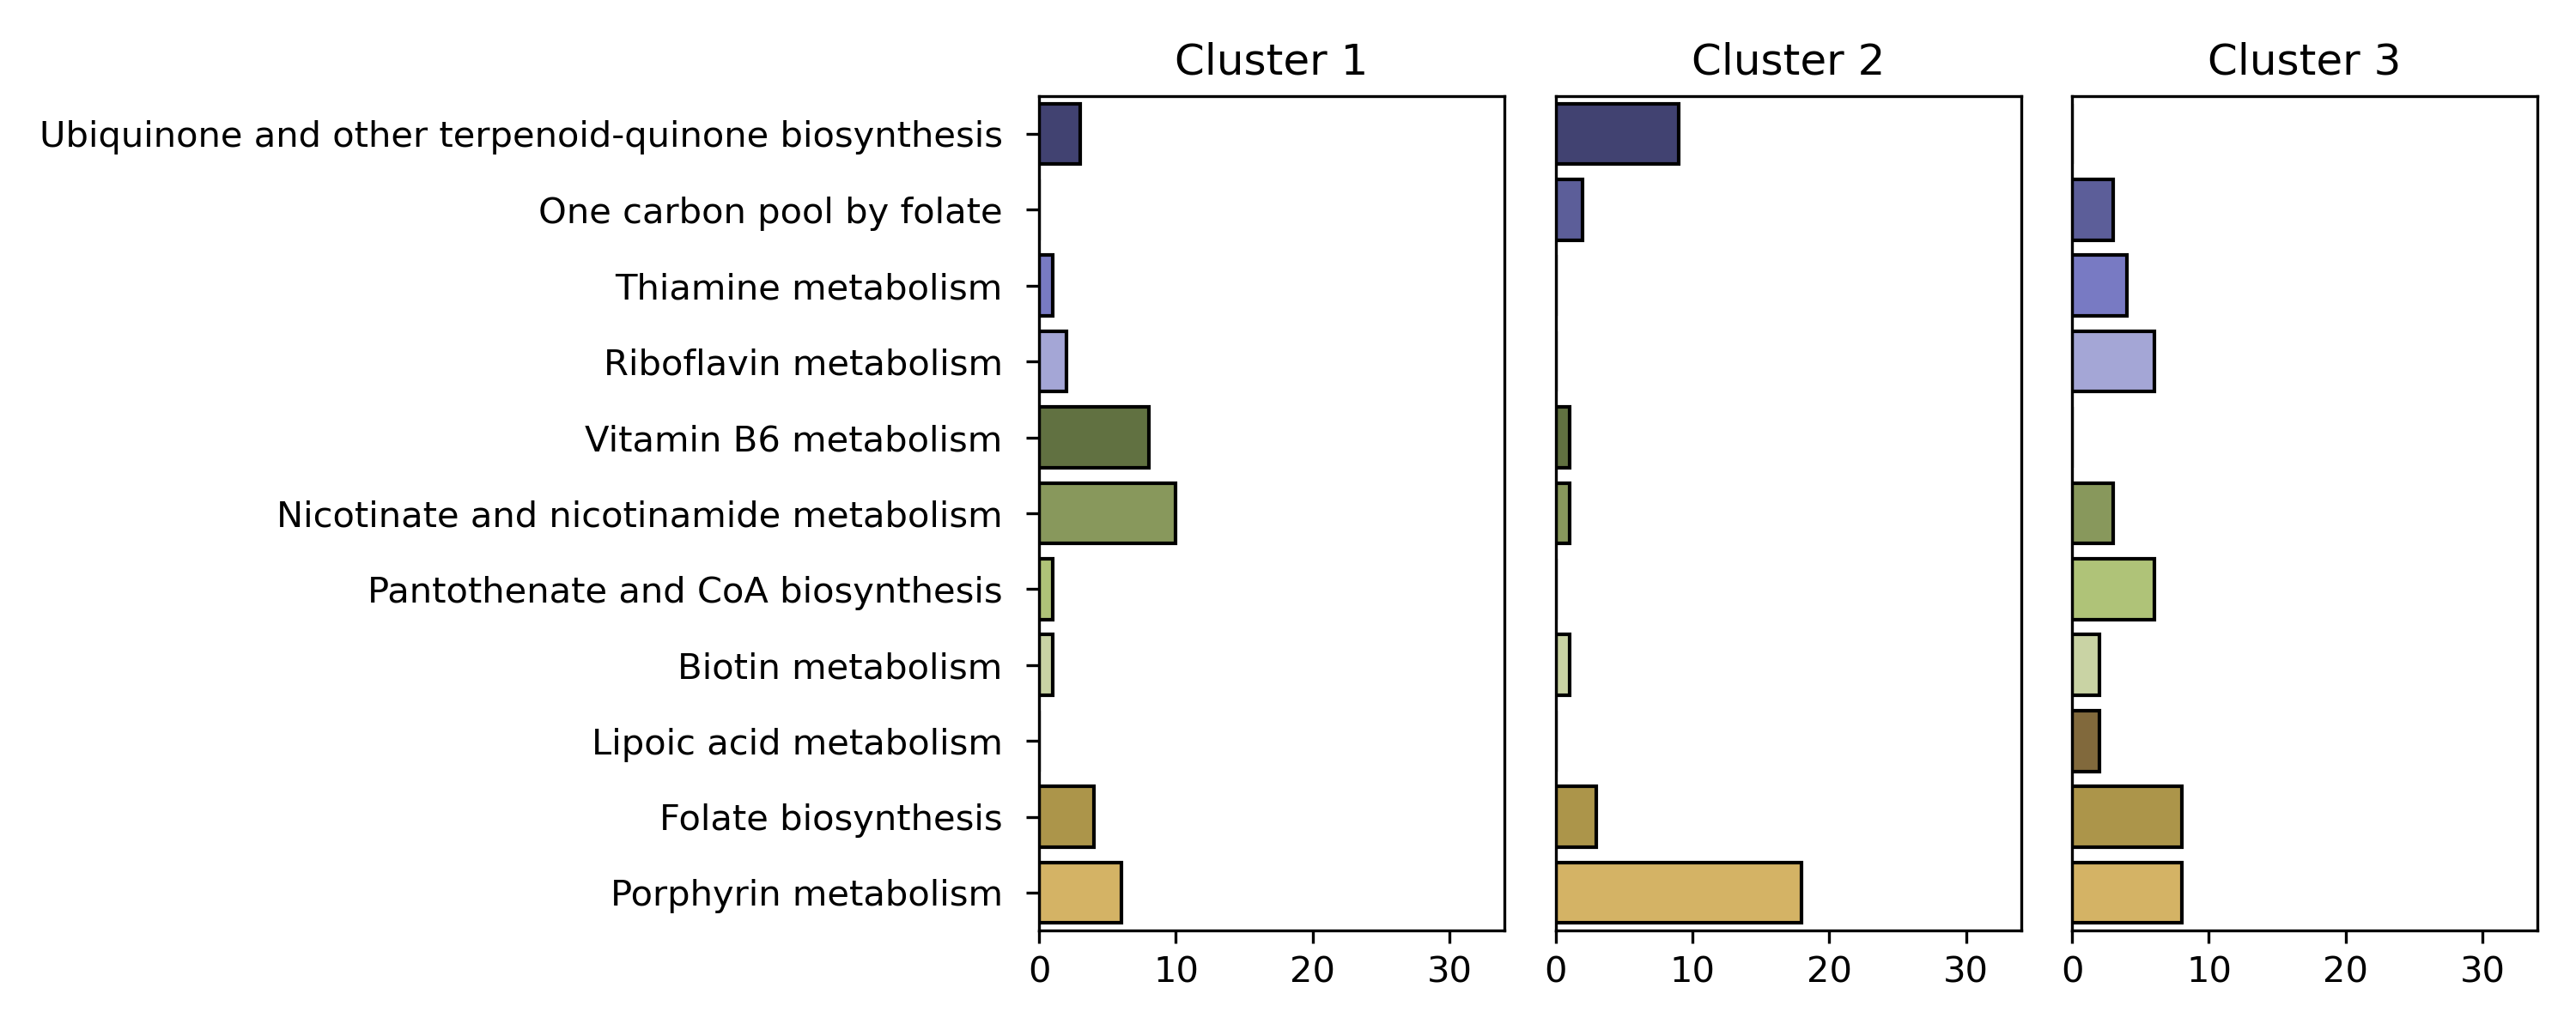 Cluster 1 Cluster 2 Cluster 3
Ubiquinone and other terpenoid-quinone biosynthesis
One carbon pool by folate
Thiamine metabolism
Riboflavin metabolism
Vitamin B6 metabolism
Nicotinate and nicotinamide metabolism
Pantothenate and CoA biosynthesis
Biotin metabolism
Lipoic acid metabolism
Folate biosynthesis
Porphyrin metabolism
0 10 20 30 0 10 20 30 0 10 20 30